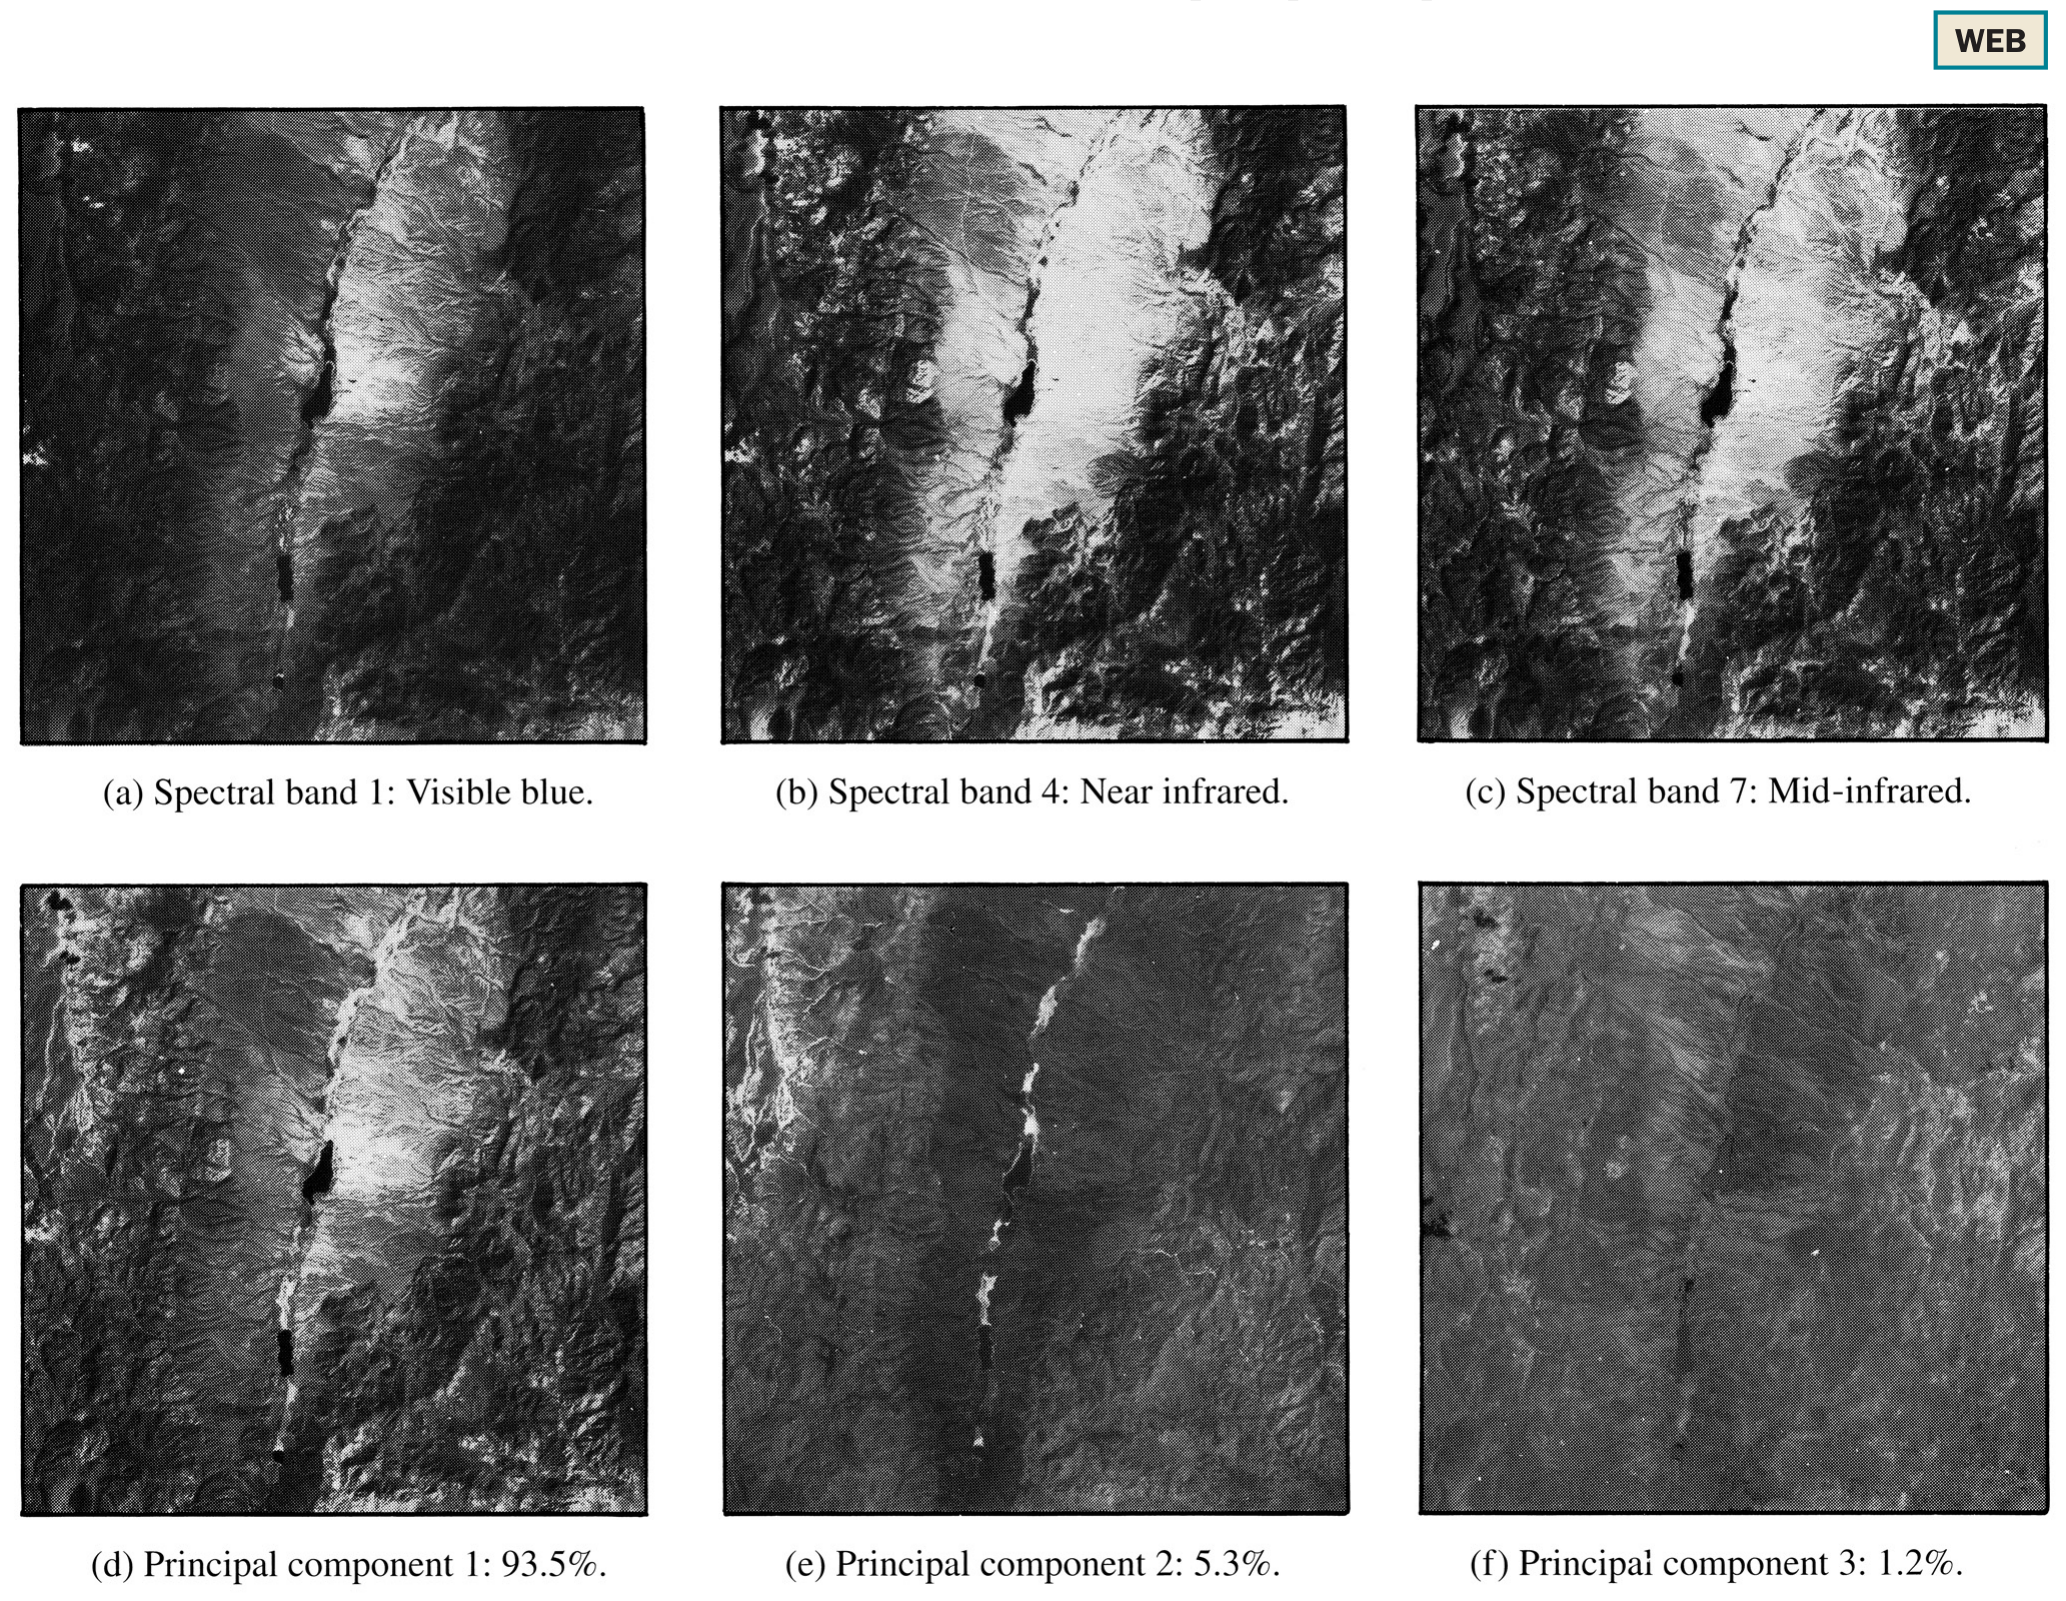 WEB
(a) Spectral band 1: Visible blue.
(b) Spectral band 4: Near infrared.
(c) Spectral band 7: Mid-infrared.
(d) Principal component 1: 93.5%.
(e) Principal component 2: 5.3%.
(f) Principal component 3: 1.2%.